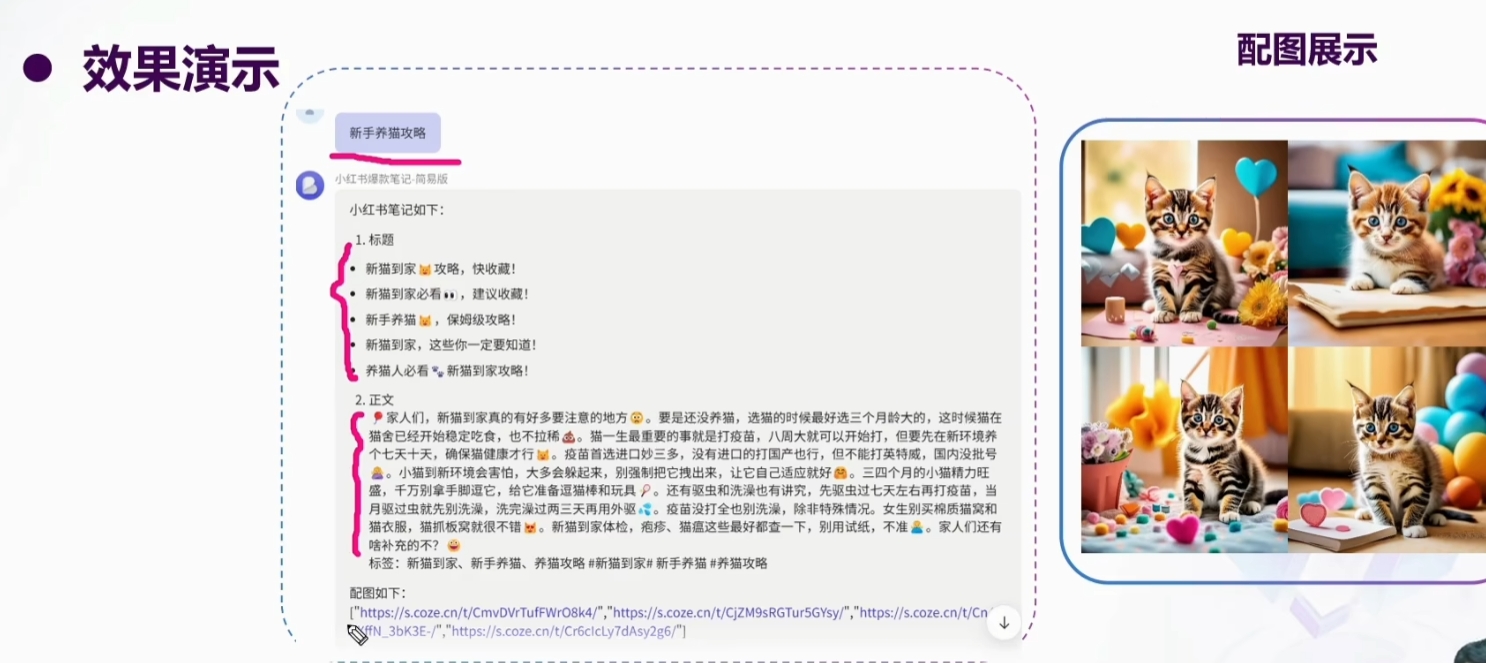 效果演示
配图展示
新手养猫攻略
小红书爆款笔记-简易版
小红书笔记如下：
1. 标题
新猫到家🐱攻略，快收藏！
新猫到家必看👀，建议收藏！
新手养猫🐱，保姆级攻略！
新猫到家，这些你一定要知道！
养猫人必看🐾新猫到家攻略！
2. 正文
🎈家人们，新猫到家真的有好多要注意的地方😨。要是还没养猫，选猫的时候最好选三个月龄大的，这时候猫在
猫舍已经开始稳定吃食，也不拉稀💩。猫一生最重要的事就是打疫苗，八周大就可以开始打，但要先在新环境养
个七天十天，确保猫健康才行🐱。疫苗首选进口妙三多，没有进口的打国产也行，但不能打英特威，国内没批号
🙅‍♀️。小猫到新环境会害怕，大多会躲起来，别强制把它拽出来，让它自己适应就好🤗。三四个月的小猫精力旺
盛，千万别拿手脚逗它，给它准备逗猫棒和玩具🎾。还有驱虫和洗澡也有讲究，先驱虫过七天左右再打疫苗，当
月驱过虫就先别洗澡，洗完澡过两三天再用外驱💦。疫苗没打全也别洗澡，除非特殊情况。女生别买棉质猫窝和
猫衣服，猫抓板窝就很不错😻。新猫到家体检，疱疹、猫瘟这些最好都查一下，别用试纸，不准🙅‍♂️。家人们还有
啥补充的不？😜
标签：新猫到家、新手养猫、养猫攻略 #新猫到家# 新手养猫 #养猫攻略
配图如下：
["https://s.coze.cn/t/CmvDVrTufFWrO8k4/","https://s.coze.cn/t/CjZM9sRGTur5GYsy/","https://s.coze.cn/t/Cn
ffN_3bK3E-/","https://s.coze.cn/t/Cr6cIcLy7dAsy2g6/"]